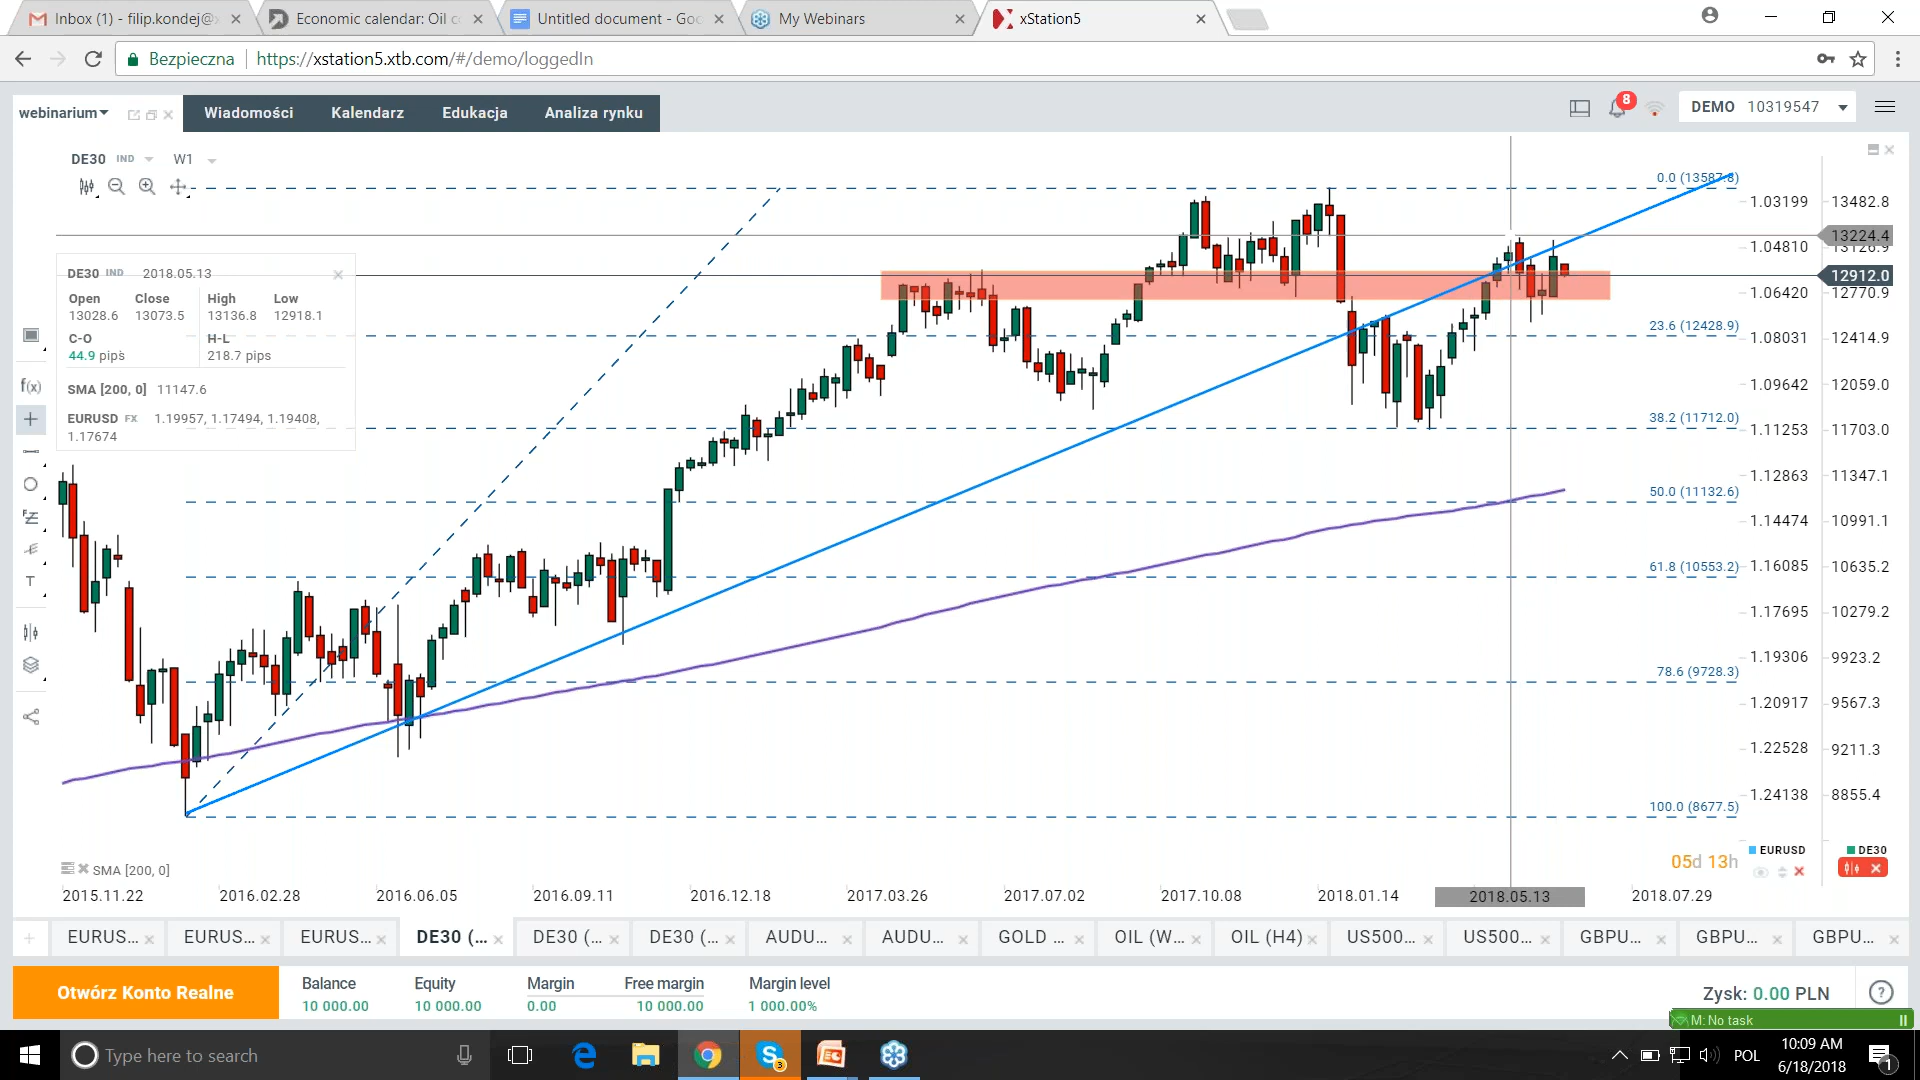 Inbox (1) - filip.kondej@
Economic calendar: Oil c
Untitled document - Goo
My Webinars
xStation5
Bezpieczna
https://xstation5.xtb.com/#/demo/loggedIn
webinarium
Wiadomości
Kalendarz
Edukacja
Analiza rynku
8
DEMO 10319547
DE30 IND W1
0.0 (13587.8)
1.03199
13482.8
13224.4
1.04810
13126.9
12912.0
1.06420
12770.9
23.6 (12428.9)
1.08031
12414.9
1.09642
12059.0
38.2 (11712.0)
1.11253
11703.0
1.12863
11347.1
50.0 (11132.6)
1.14474
10991.1
61.8 (10553.2)
1.16085
10635.2
1.17695
10279.2
1.19306
9923.2
78.6 (9728.3)
1.20917
9567.3
1.22528
9211.3
1.24138
8855.4
100.0 (8677.5)
DE30 IND 2018.05.13
Open Close High Low
13028.6 13073.5 13136.8 12918.1
C-O H-L
44.9 pips 218.7 pips
SMA [200, 0] 11147.6
EURUSD FX 1.19957, 1.17494, 1.19408,
1.17674
f(x)
T
05d 13h
EURUSD
DE30
SMA [200, 0]
2015.11.22 2016.02.28 2016.06.05 2016.09.11 2016.12.18 2017.03.26 2017.07.02 2017.10.08 2018.01.14 2018.05.13 2018.07.29
EURUS... EURUS... EURUS... DE30 (... DE30 (... DE30 (... AUDU... AUDU... GOLD ... OIL (W... OIL (H4) US500... US500... GBPU... GBPU... GBPU...
Otwórz Konto Realne
Balance Equity Margin Free margin Margin level
10 000.00 10 000.00 0.00 10 000.00 1 000.00%
Zysk: 0.00 PLN
?
M: No task
Type here to search
3
POL
10:09 AM
6/18/2018
1